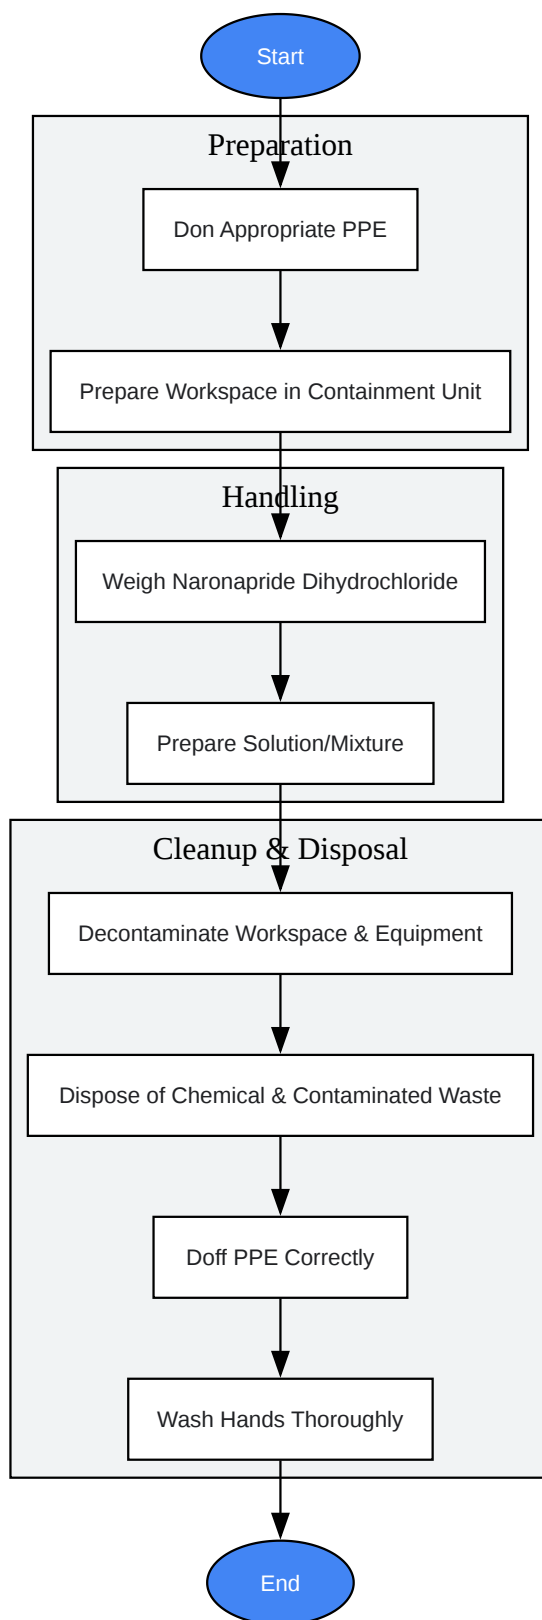 Start
Preparation
Don Appropriate PPE
Prepare Workspace in Containment Unit
Handling
Weigh Naronapride Dihydrochloride
Prepare Solution/Mixture
Cleanup & Disposal
Decontaminate Workspace & Equipment
Dispose of Chemical & Contaminated Waste
Doff PPE Correctly
Wash Hands Thoroughly
End